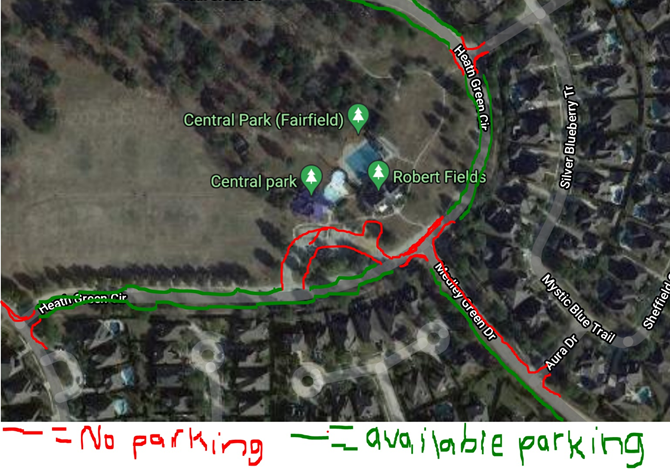 Heath Green Cir
Central Park (Fairfield)
Silver Blueberry Tr
Central park
Robert Fields
Heath Green Cir
Medley Green Dr
Mystic Blue Trail
Sheffield
Aura Dr
= No parking
= available parking